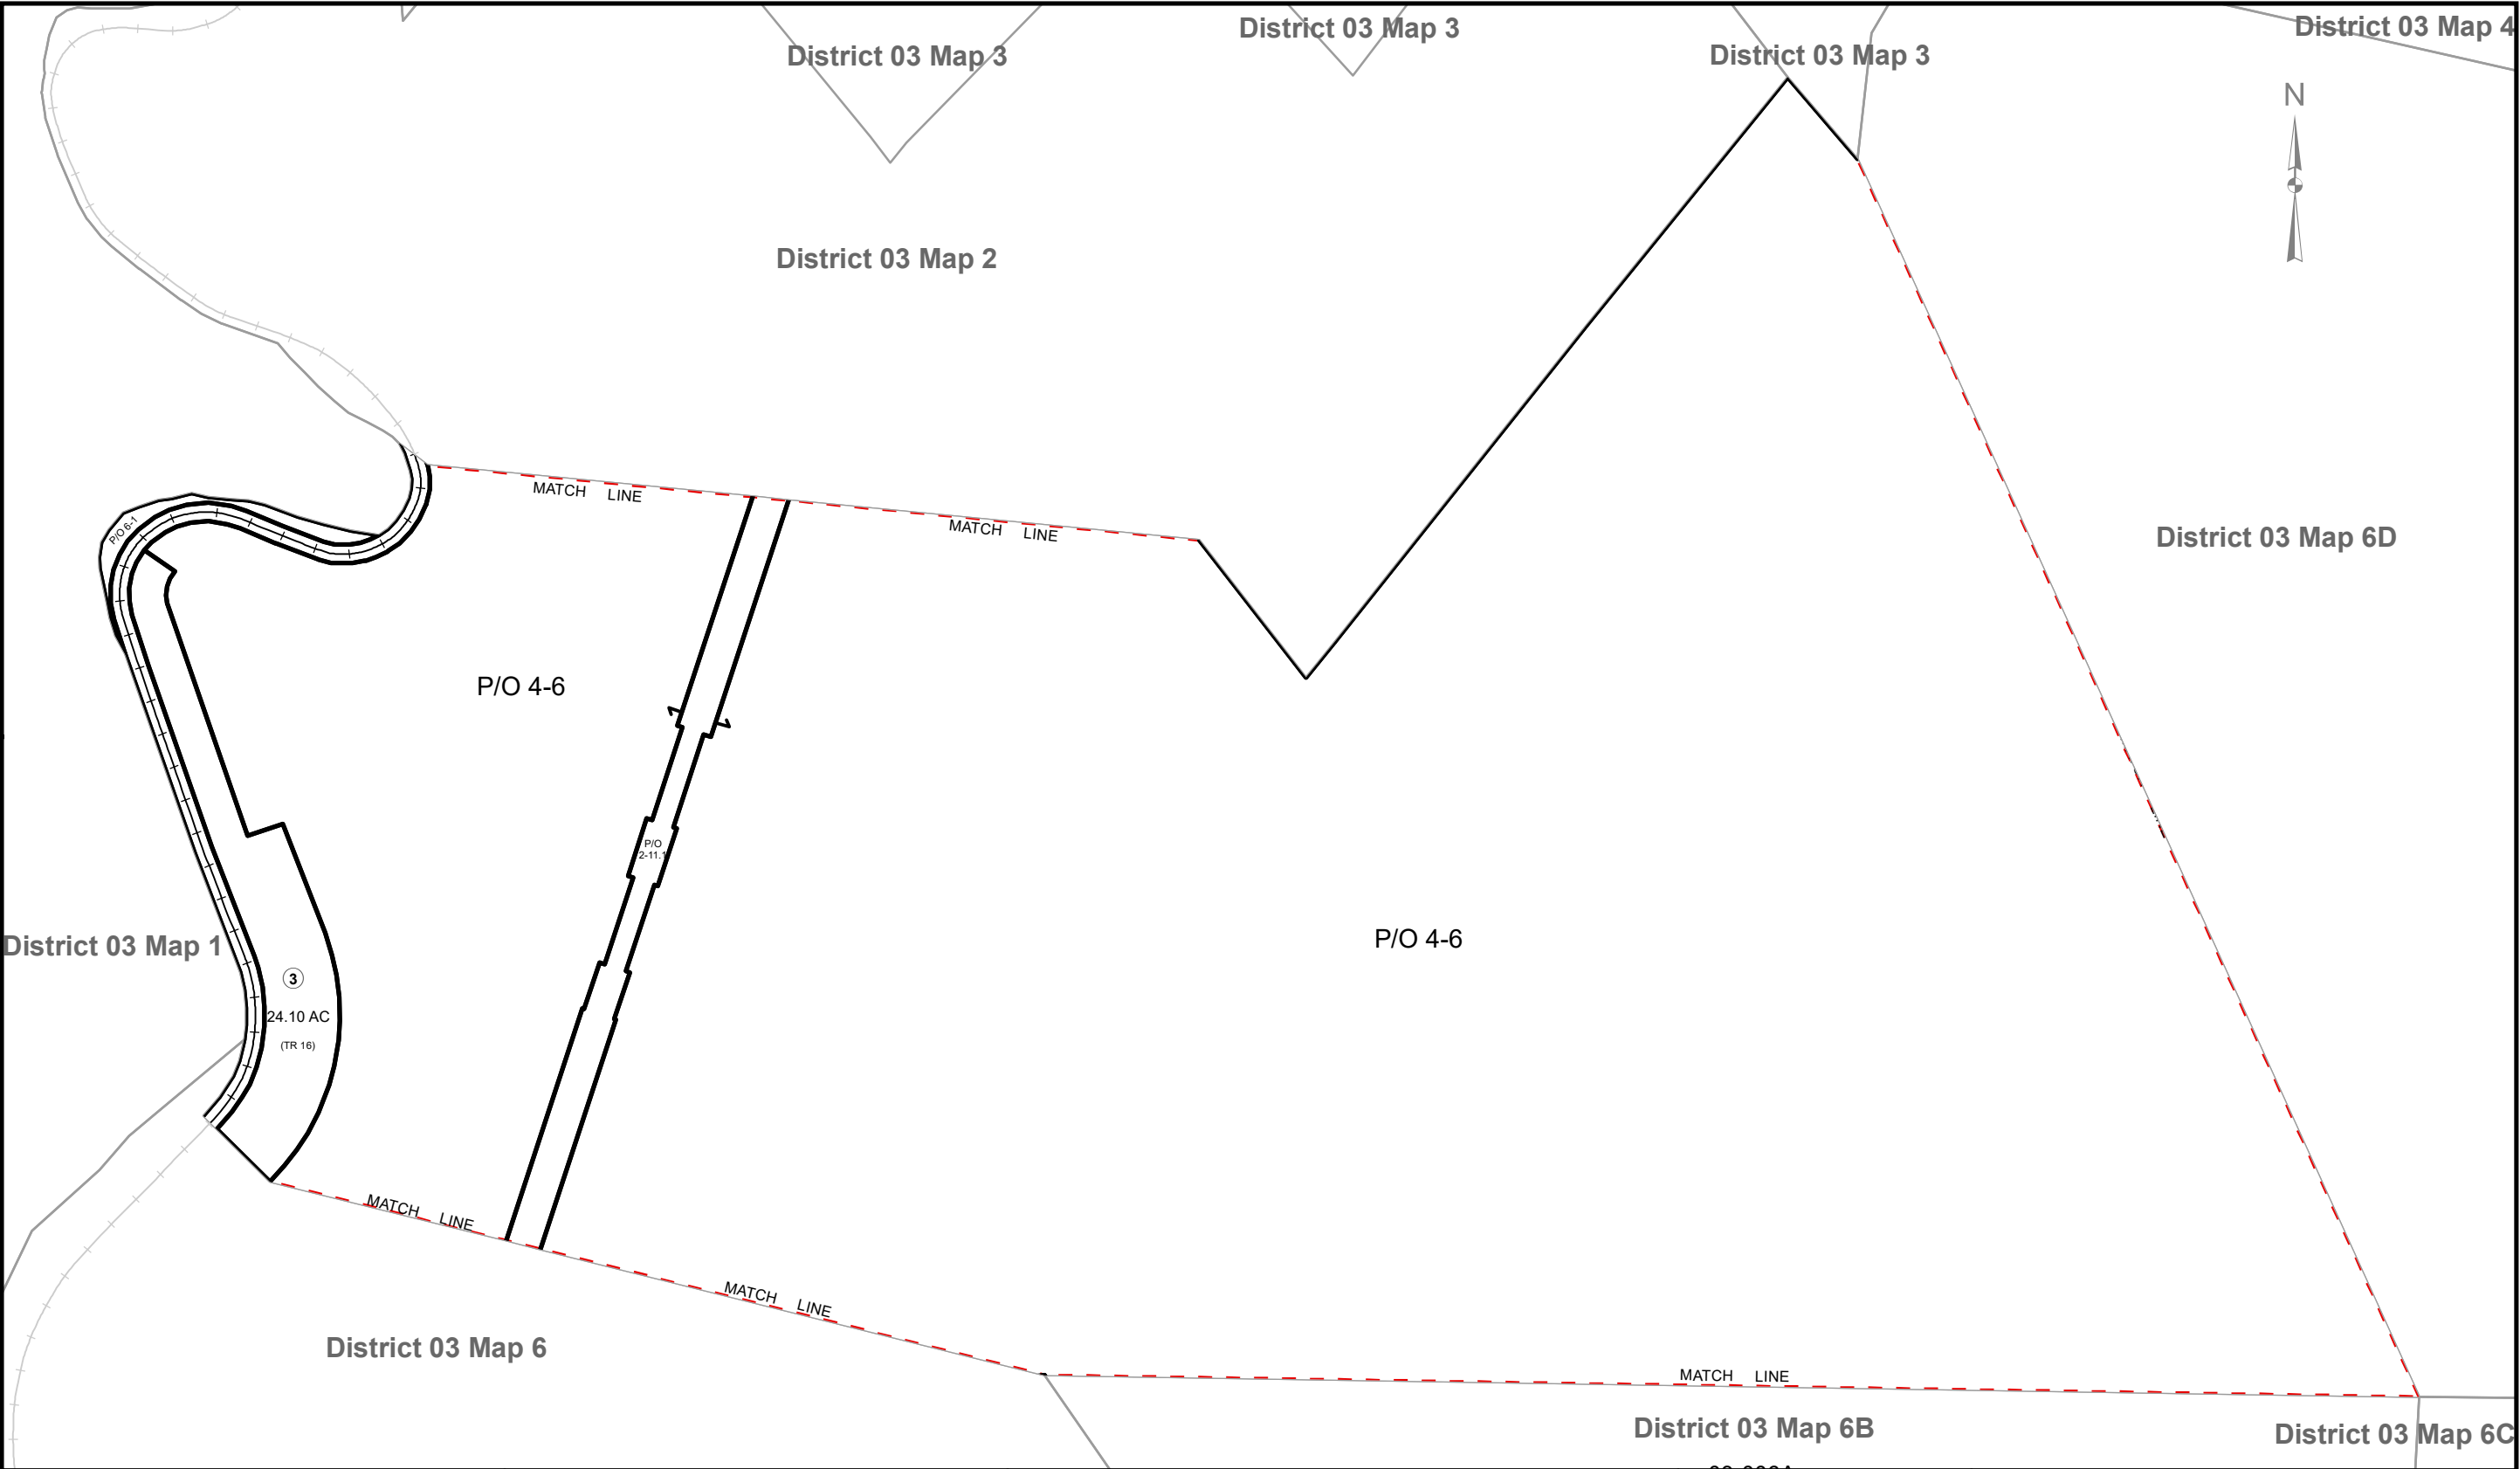 District 03 Map 3
District 03 Map 3
District 03 Map 3
District 03 Map 4
N
District 03 Map 2
MATCH LINE
MATCH LINE
P/O 6-1
District 03 Map 6D
P/O 4-6
P/O
2-11.1
P/O 4-6
District 03 Map 1
3
24.10 AC
(TR 16)
MATCH LINE
MATCH LINE
District 03 Map 6
MATCH LINE
District 03 Map 6B
District 03 Map 6C